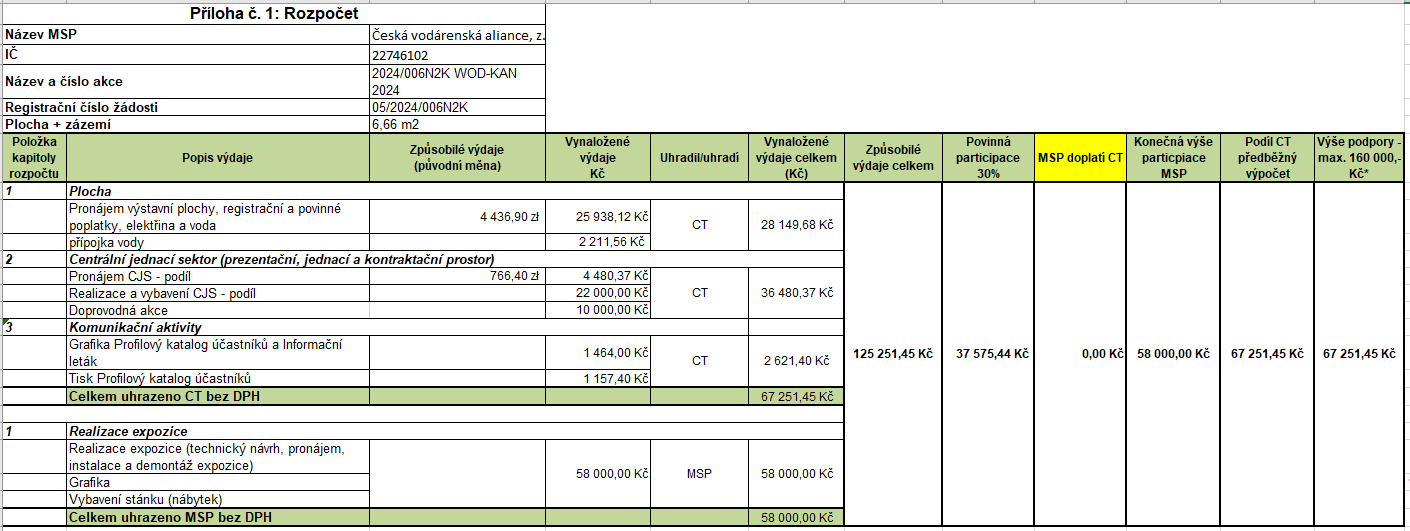 Příloha č. 1: Rozpočet
Název MSP Česká vodárenská aliance, z.
IČ 22746102
Název a číslo akce 2024/006N2K WOD-KAN
2024
Registrační číslo žádosti 05/2024/006N2K
Plocha + zázemí 6,66 m2
Položka kapitoly rozpočtu Popis výdaje Způsobilé výdaje (původní měna) Vynaložené výdaje Kč Uhradil/uhradí Vynaložené výdaje celkem (Kč) Způsobilé výdaje celkem Povinná participace 30% MSP doplatí CT Konečná výše particpiace MSP Podíl CT předběžný výpočet Výše podpory - max. 160 000,- Kč*
1 Plocha
Pronájem výstavní plochy, registrační a povinné
poplatky, elektřina a voda 4 436,90 zł 25 938,12 Kč CT 28 149,68 Kč
přípojka vody 2 211,56 Kč
2 Centrální jednací sektor (prezentační, jednací a kontraktační prostor)
Pronájem CJS - podíl 766,40 zł 4 480,37 Kč
Realizace a vybavení CJS - podíl 22 000,00 Kč CT 36 480,37 Kč
Doprovodná akce 10 000,00 Kč
3 Komunikační aktivity
Grafika Profilový katalog účastníků a Informační
leták 1 464,00 Kč CT 2 621,40 Kč
125 251,45 Kč 37 575,44 Kč 0,00 Kč 58 000,00 Kč 67 251,45 Kč 67 251,45 Kč
Tisk Profilový katalog účastníků 1 157,40 Kč
Celkem uhrazeno CT bez DPH 67 251,45 Kč
1 Realizace expozice
Realizace expozice (technický návrh, pronájem,
instalace a demontáž expozice)
Grafika 58 000,00 Kč MSP 58 000,00 Kč
Vybavení stánku (nábytek)
Celkem uhrazeno MSP bez DPH 58 000,00 Kč